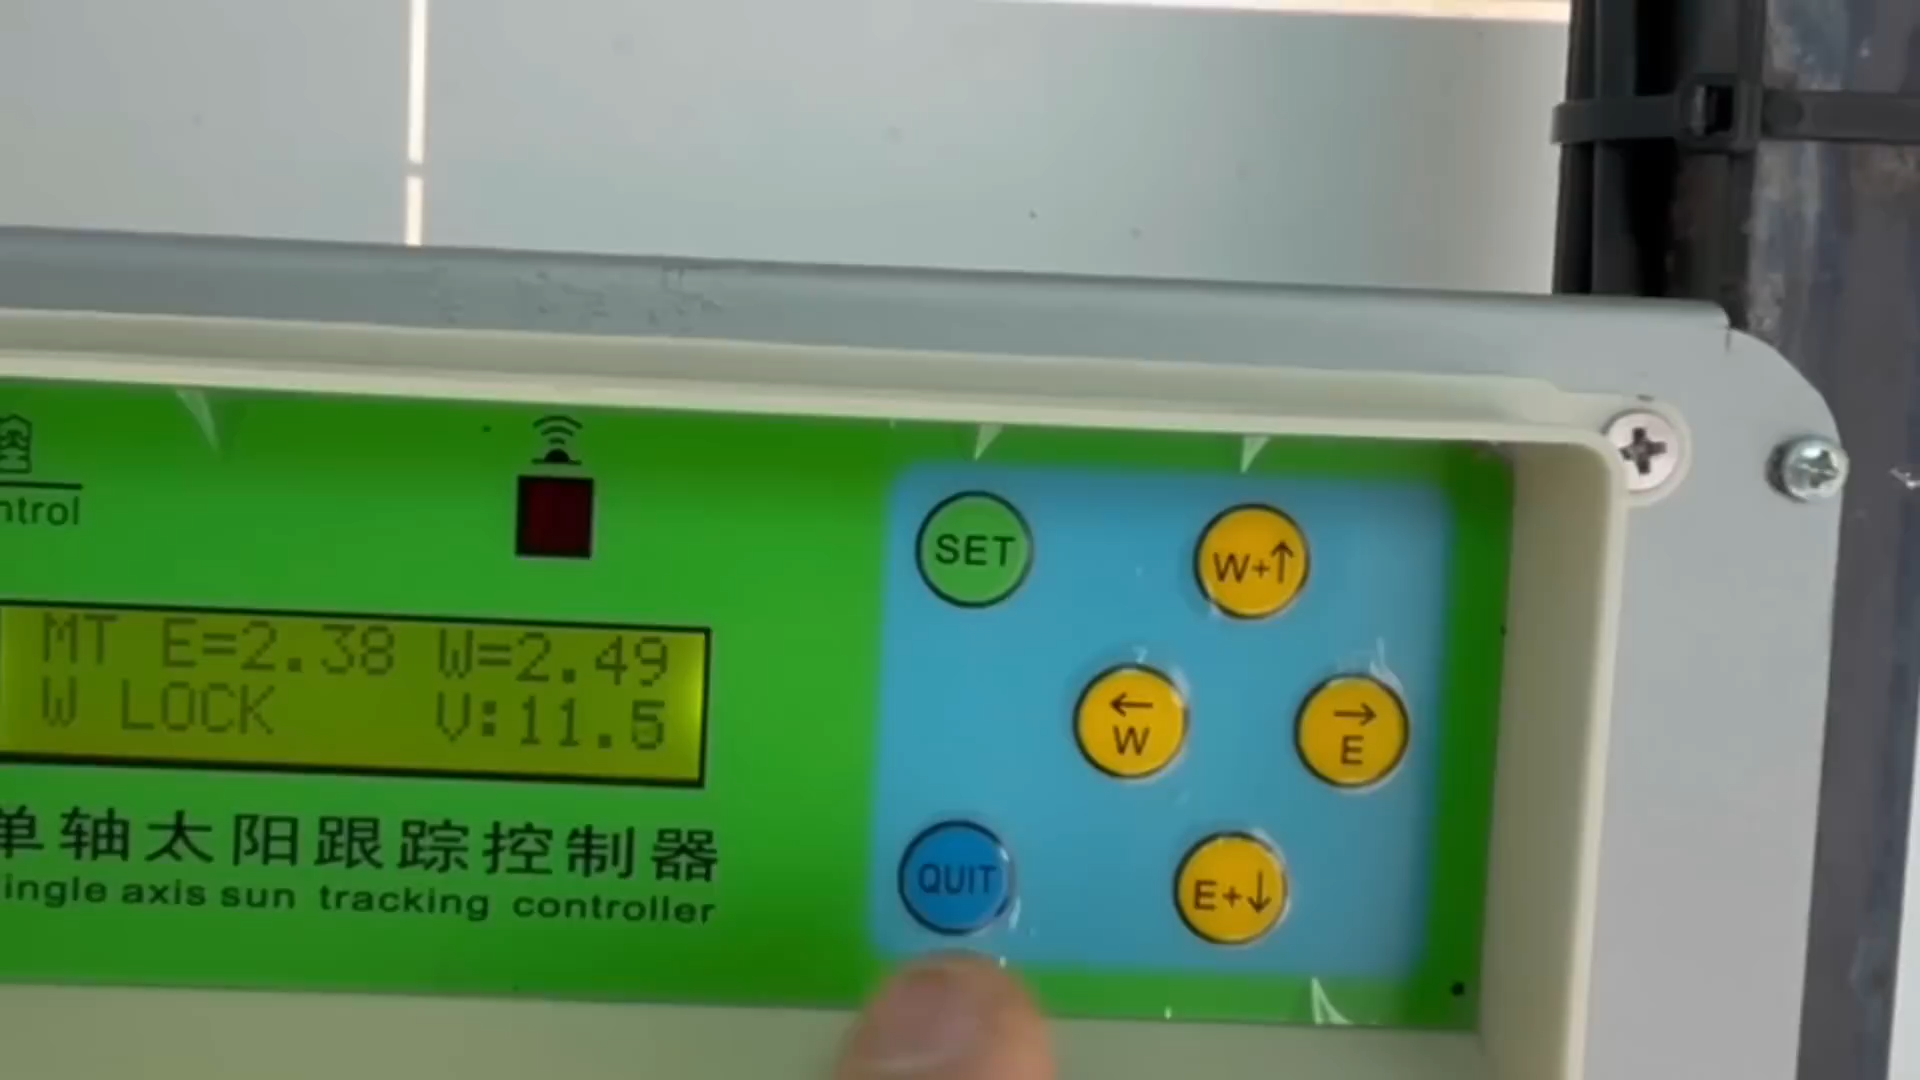 控
ntrol
MT E=2.38 W=2.49
W LOCK V:11.5
单轴太阳跟踪控制器
ingle axis sun tracking controller
SET
W+↑
← W
→ E
QUIT
E+↓